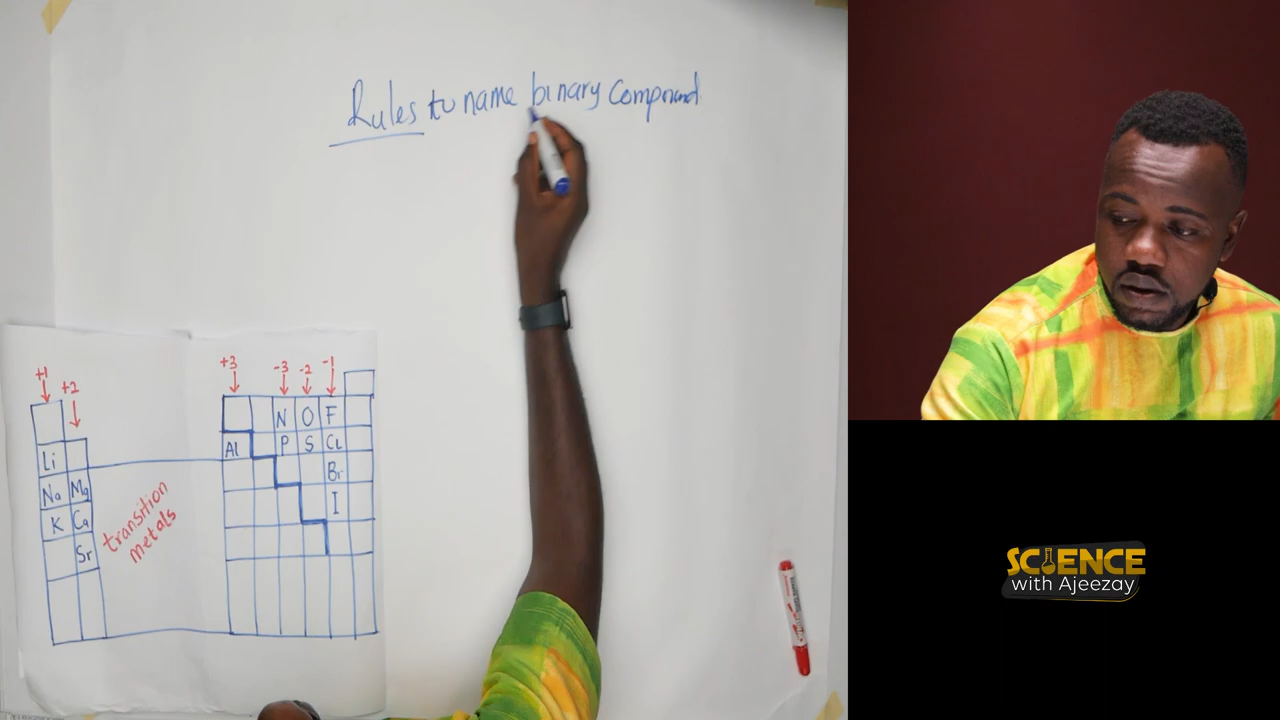 Rules to name binary Compound
+1
+2
+3
-3
-2
-1
N O F
Al P S Cl
Li
Br
Na Mg
I
K Ca
Sr
transition
metals
SCIENCE
with Ajeezay